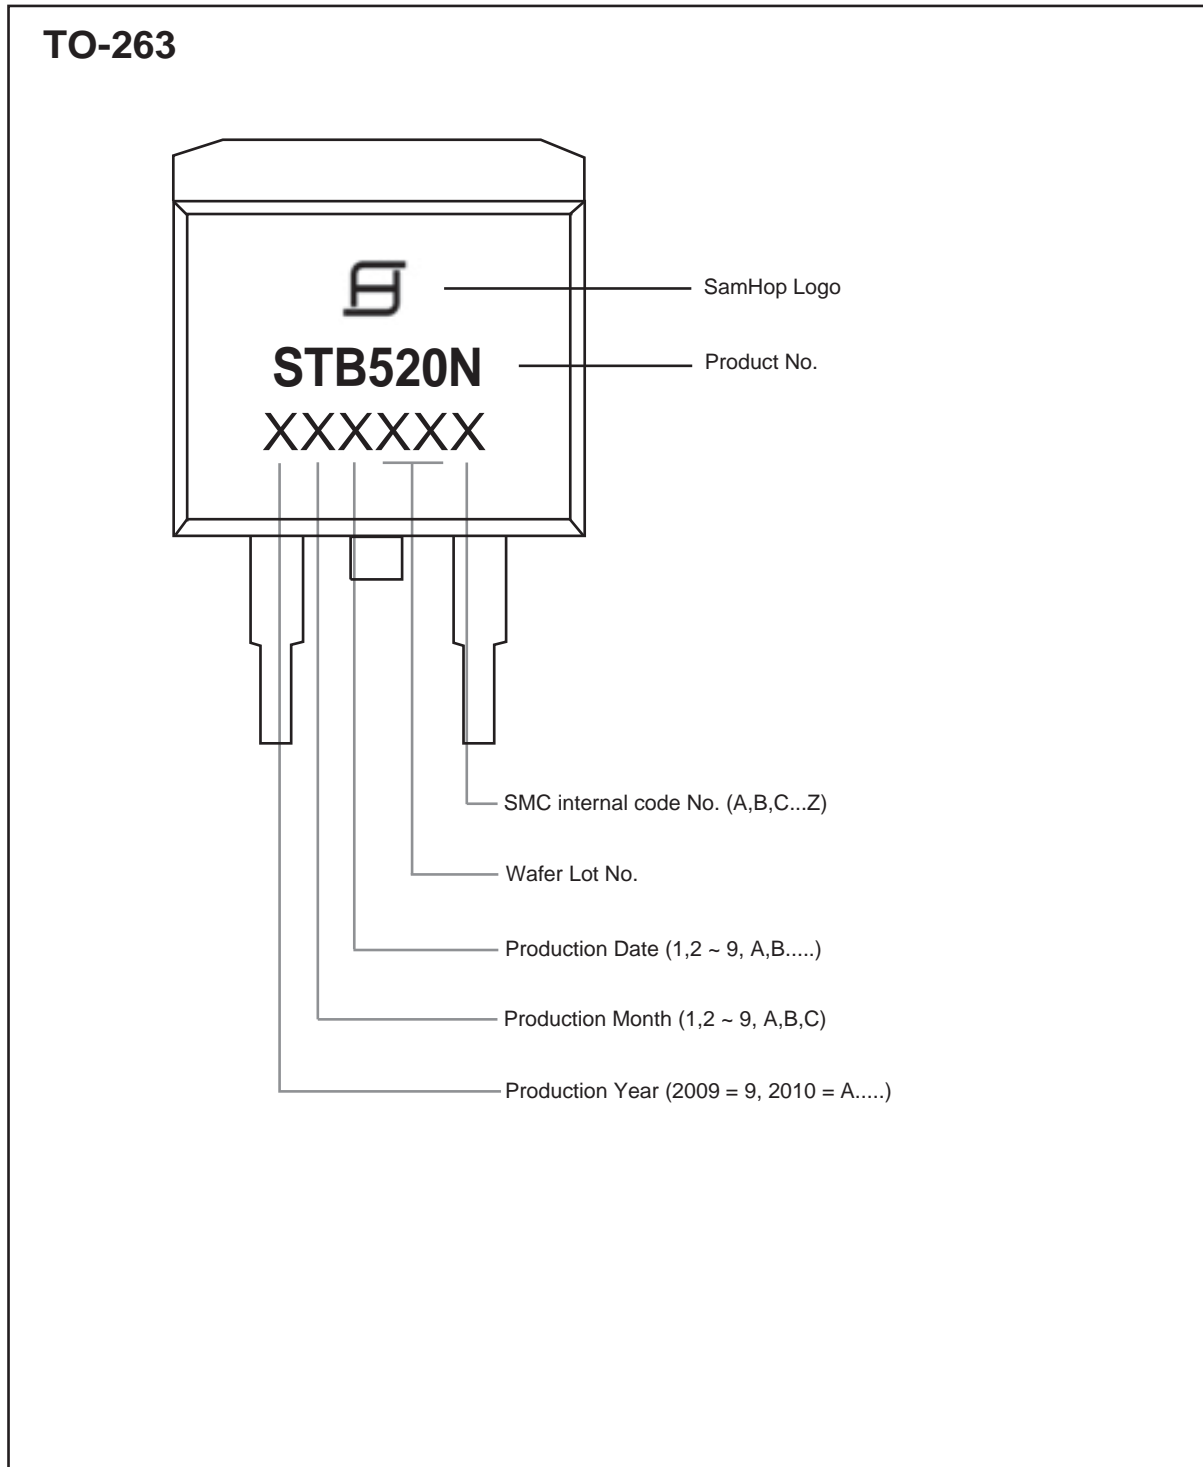 TO-263
SamHop Logo
STB520N
Product No.
XXXXXX
SMC internal code No. (A,B,C...Z)
Wafer Lot No.
Production Date (1,2 ~ 9, A,B.....)
Production Month (1,2 ~ 9, A,B,C)
Production Year (2009 = 9, 2010 = A.....)